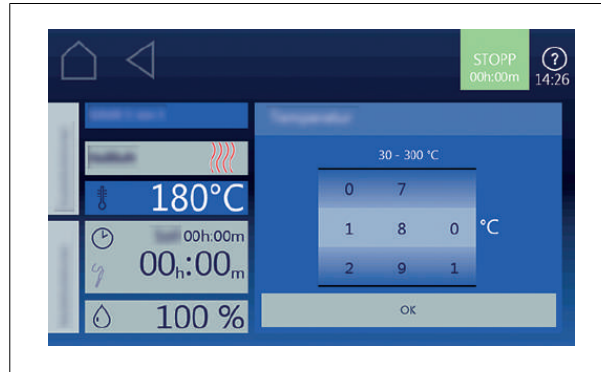 STOPP
00h:00m
?
14:26
Temperatur
30 - 300 °C
180°C
0 7
1 8 0 °C
2 9 1
00h:00m
00h:00m
100 %
OK